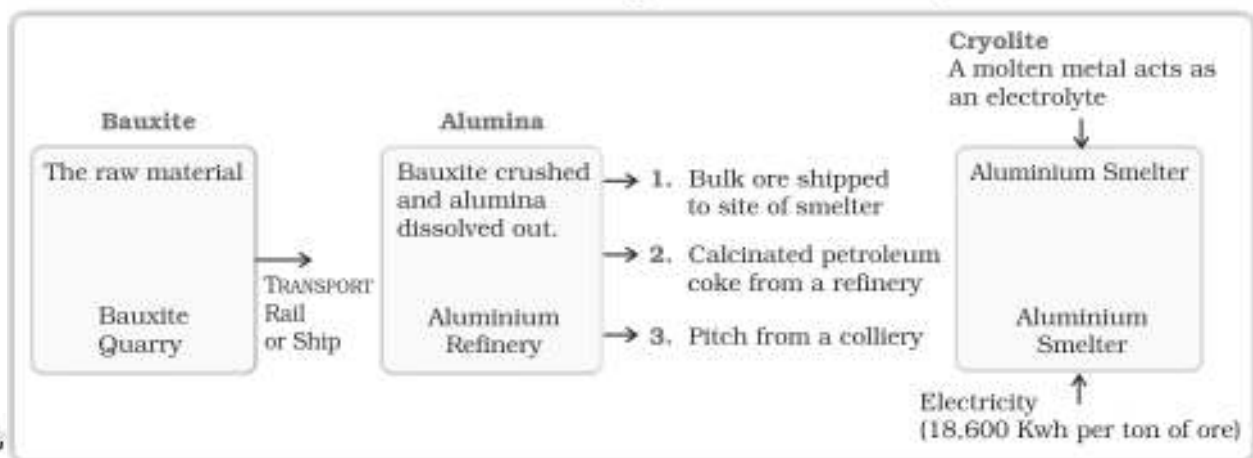 Cryolite
A molten metal acts as
an electrolyte
Bauxite
The raw material
Bauxite
Quarry
TRANSPORT
Rail
or Ship
Alumina
Bauxite crushed
and alumina
dissolved out.
Aluminium
Refinery
1. Bulk ore shipped
to site of smelter
2. Calcinated petroleum
coke from a refinery
3. Pitch from a colliery
Aluminium Smelter
Aluminium
Smelter
Electricity
(18,600 Kwh per ton of ore)